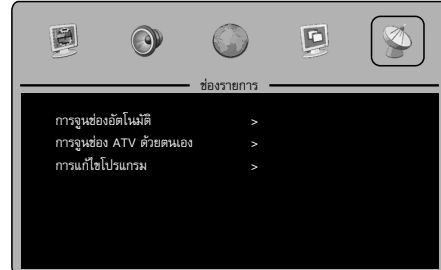 ช่องรายการ
การจูนช่องอัตโนมัติ >
การจูนช่อง ATV ด้วยตนเอง >
การแก้ไขโปรแกรม >